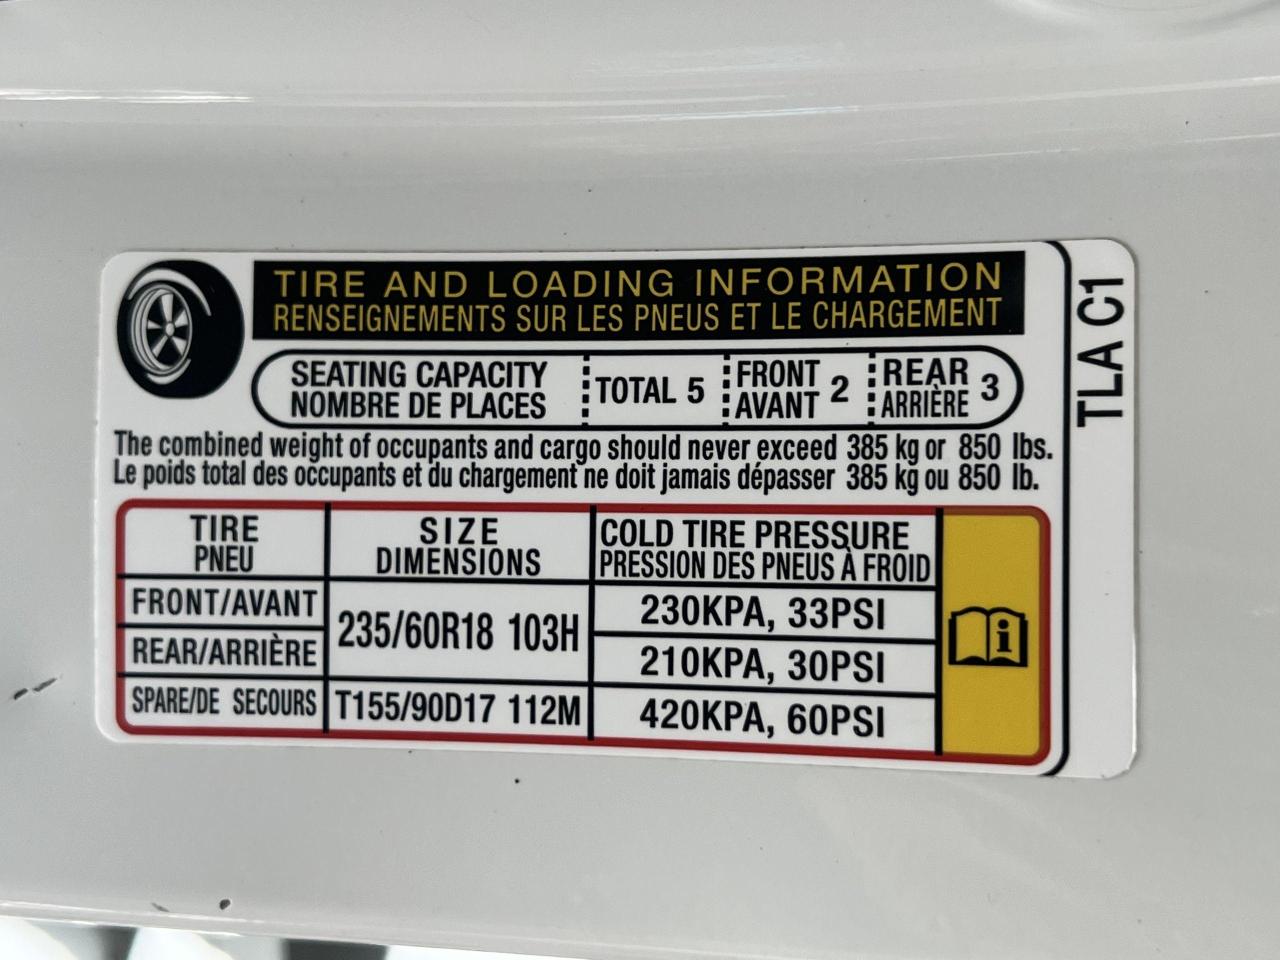 TIRE AND LOADING INFORMATION
RENSEIGNEMENTS SUR LES PNEUS ET LE CHARGEMENT
SEATING CAPACITY
NOMBRE DE PLACES
TOTAL 5
FRONT
AVANT
2
REAR
ARRIÈRE
3
The combined weight of occupants and cargo should never exceed 385 kg or 850 lbs.
Le poids total des occupants et du chargement ne doit jamais dépasser 385 kg ou 850 lb.
TIRE
PNEU
SIZE
DIMENSIONS
COLD TIRE PRESSURE
PRESSION DES PNEUS À FROID
FRONT/AVANT
235/60R18 103H
230KPA, 33PSI
REAR/ARRIÈRE
210KPA, 30PSI
SPARE/DE SECOURS
T155/90D17 112M
420KPA, 60PSI
TLA C1